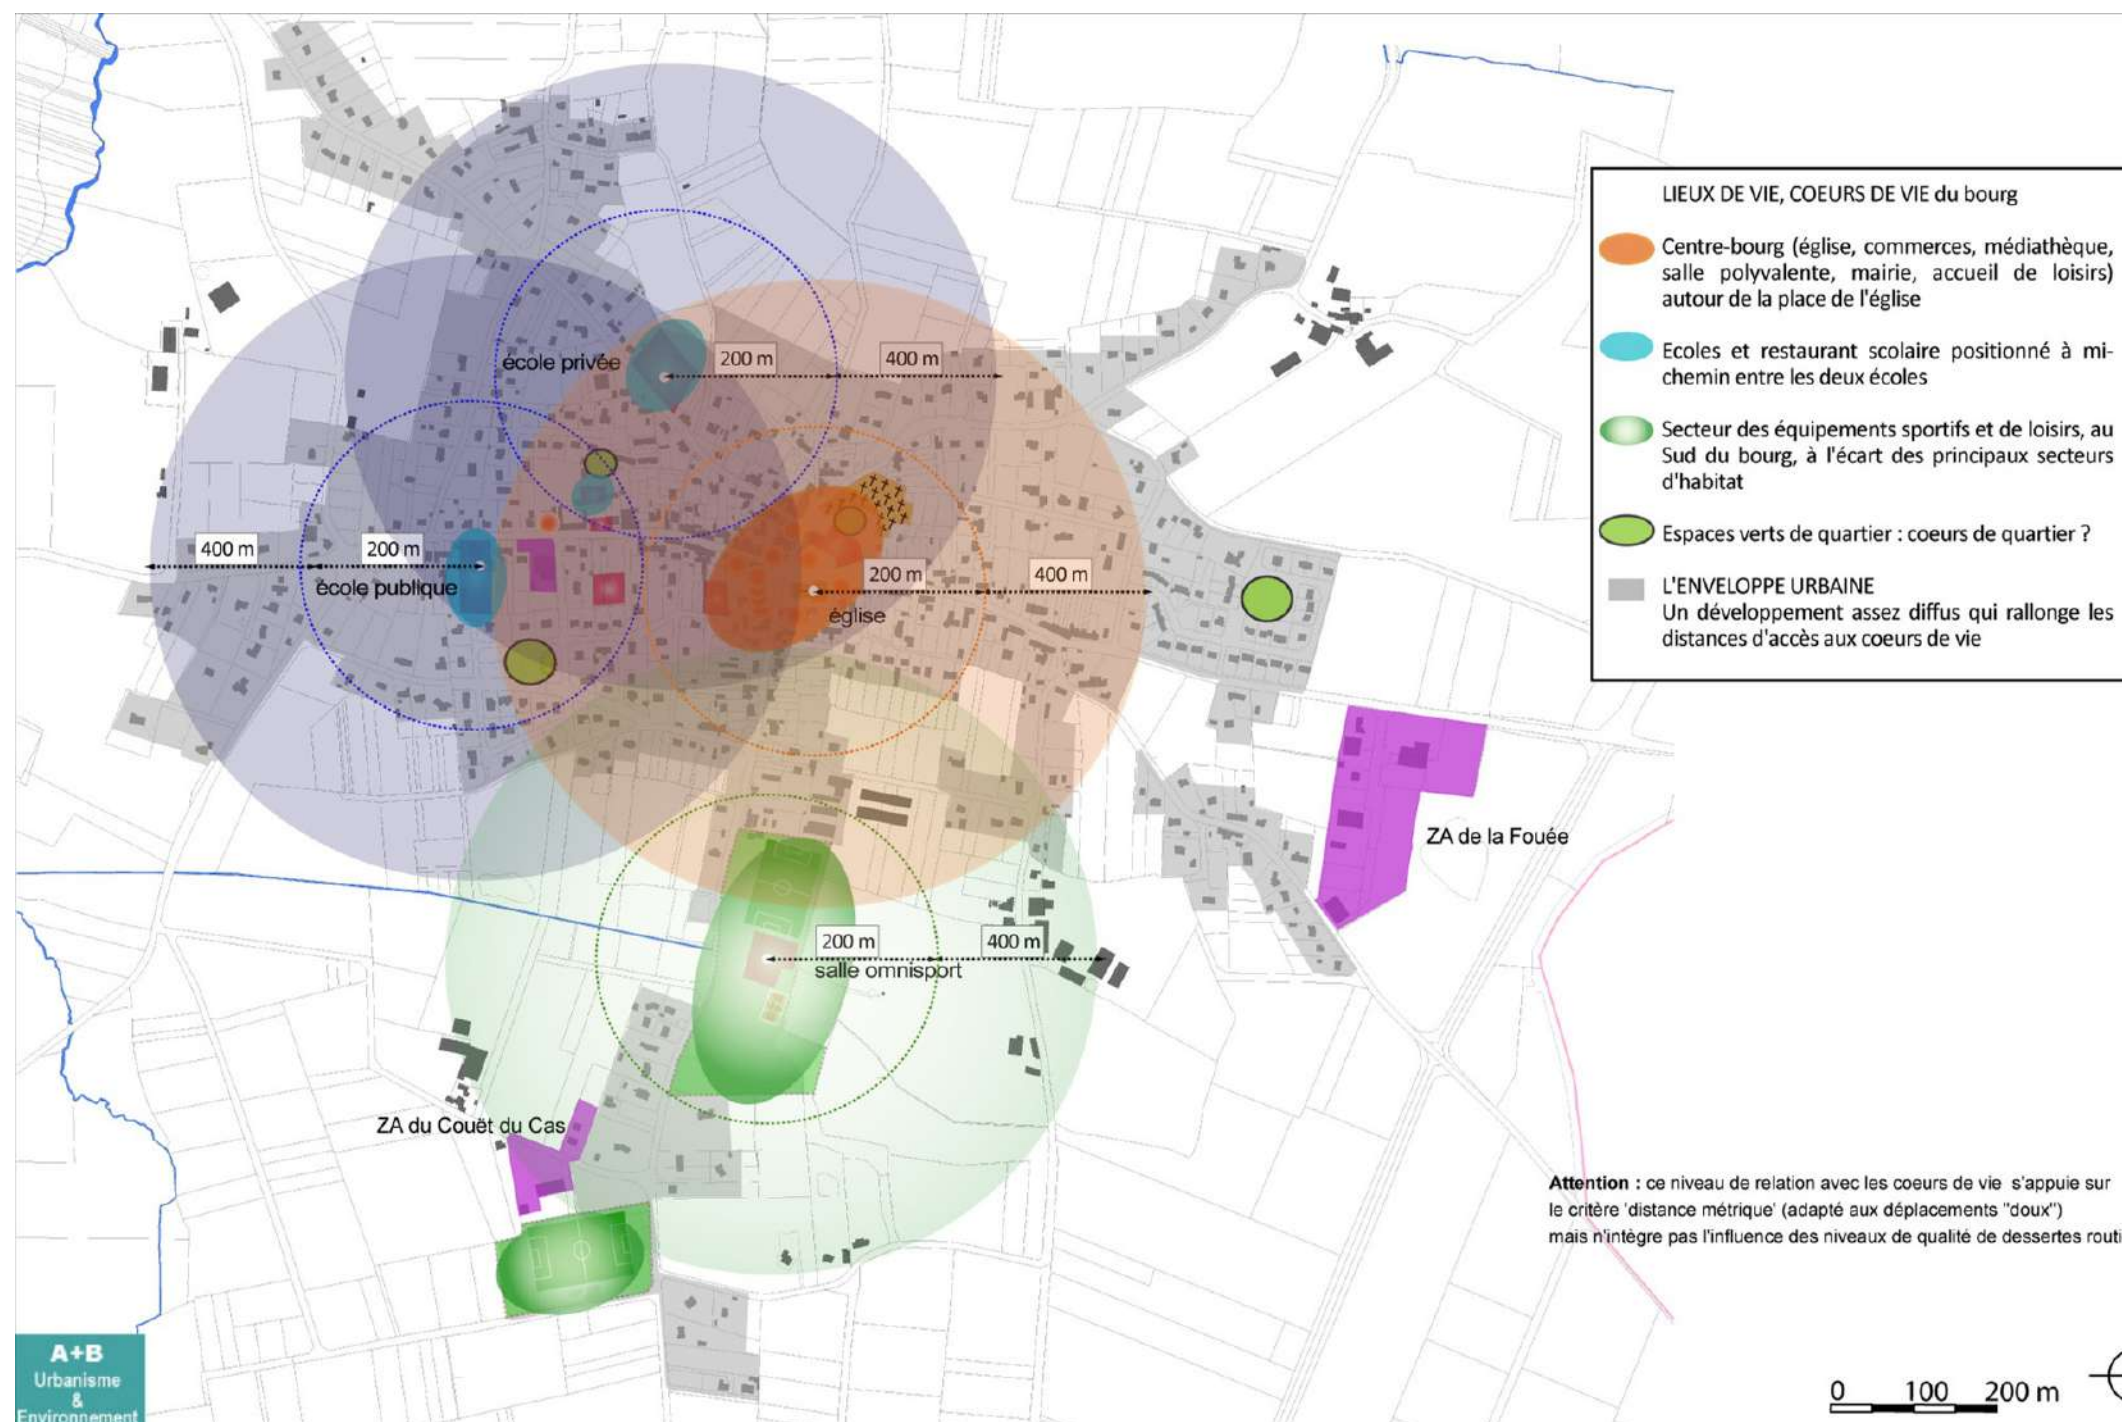 LIEUX DE VIE, COEURS DE VIE du bourg
Centre-bourg (église, commerces, médiathèque,
salle polyvalente, mairie, accueil de loisirs)
autour de la place de l'église
Ecoles et restaurant scolaire positionné à mi-
chemin entre les deux écoles
Secteur des équipements sportifs et de loisirs, au
Sud du bourg, à l'écart des principaux secteurs
d'habitat
Espaces verts de quartier : coeurs de quartier ?
L'ENVELOPPE URBAINE
Un développement assez diffus qui rallonge les
distances d'accès aux coeurs de vie
école privée
200 m
400 m
400 m
200 m
école publique
200 m
400 m
église
ZA de la Fouée
200 m
400 m
salle omnisport
ZA du Couët du Cas
Attention : ce niveau de relation avec les coeurs de vie s'appuie sur
le critère 'distance métrique' (adapté aux déplacements "doux")
mais n'intègre pas l'influence des niveaux de qualité de dessertes
A+B
Urbanisme
&
Environnement
0 100 200 m